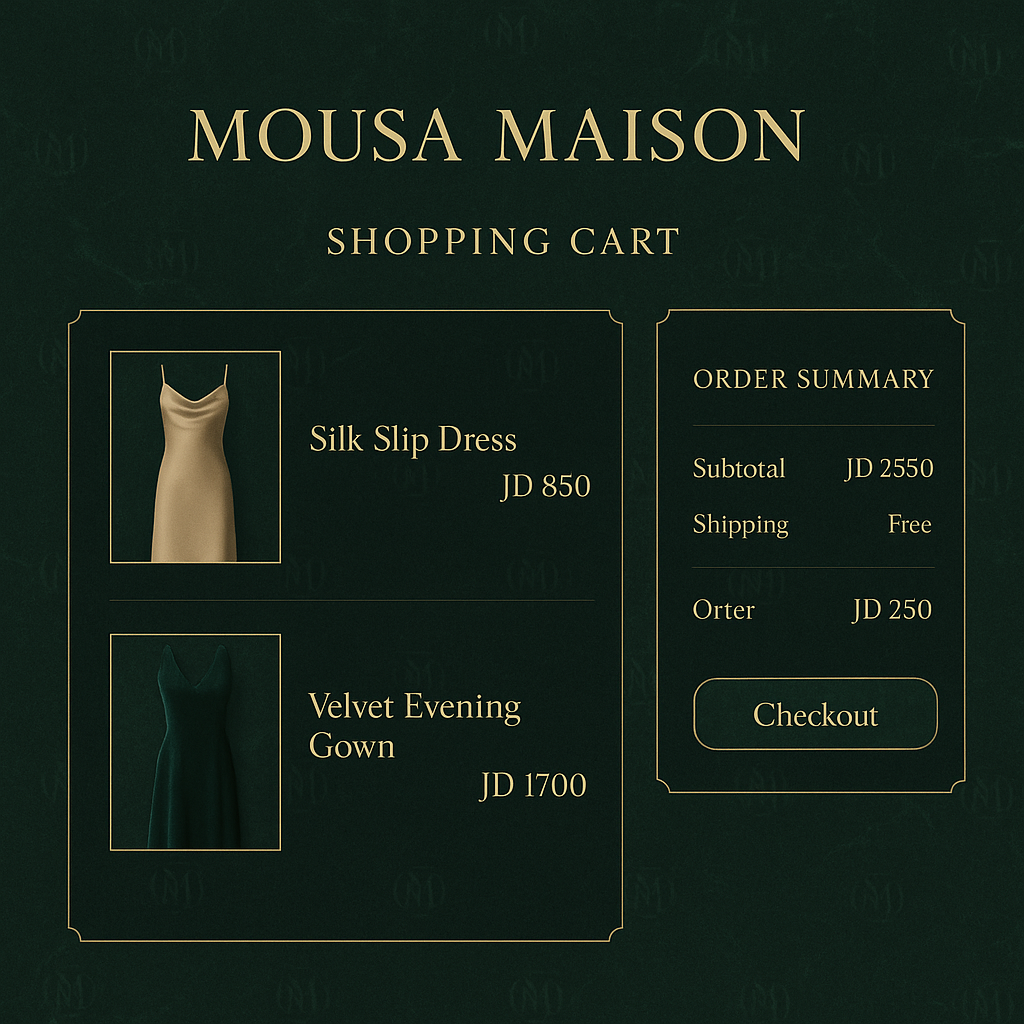 MOUSA MAISON
SHOPPING CART
Silk Slip Dress
JD 850
Velvet Evening
Gown
JD 1700
ORDER SUMMARY
Subtotal JD 2550
Shipping Free
Orter JD 250
Checkout